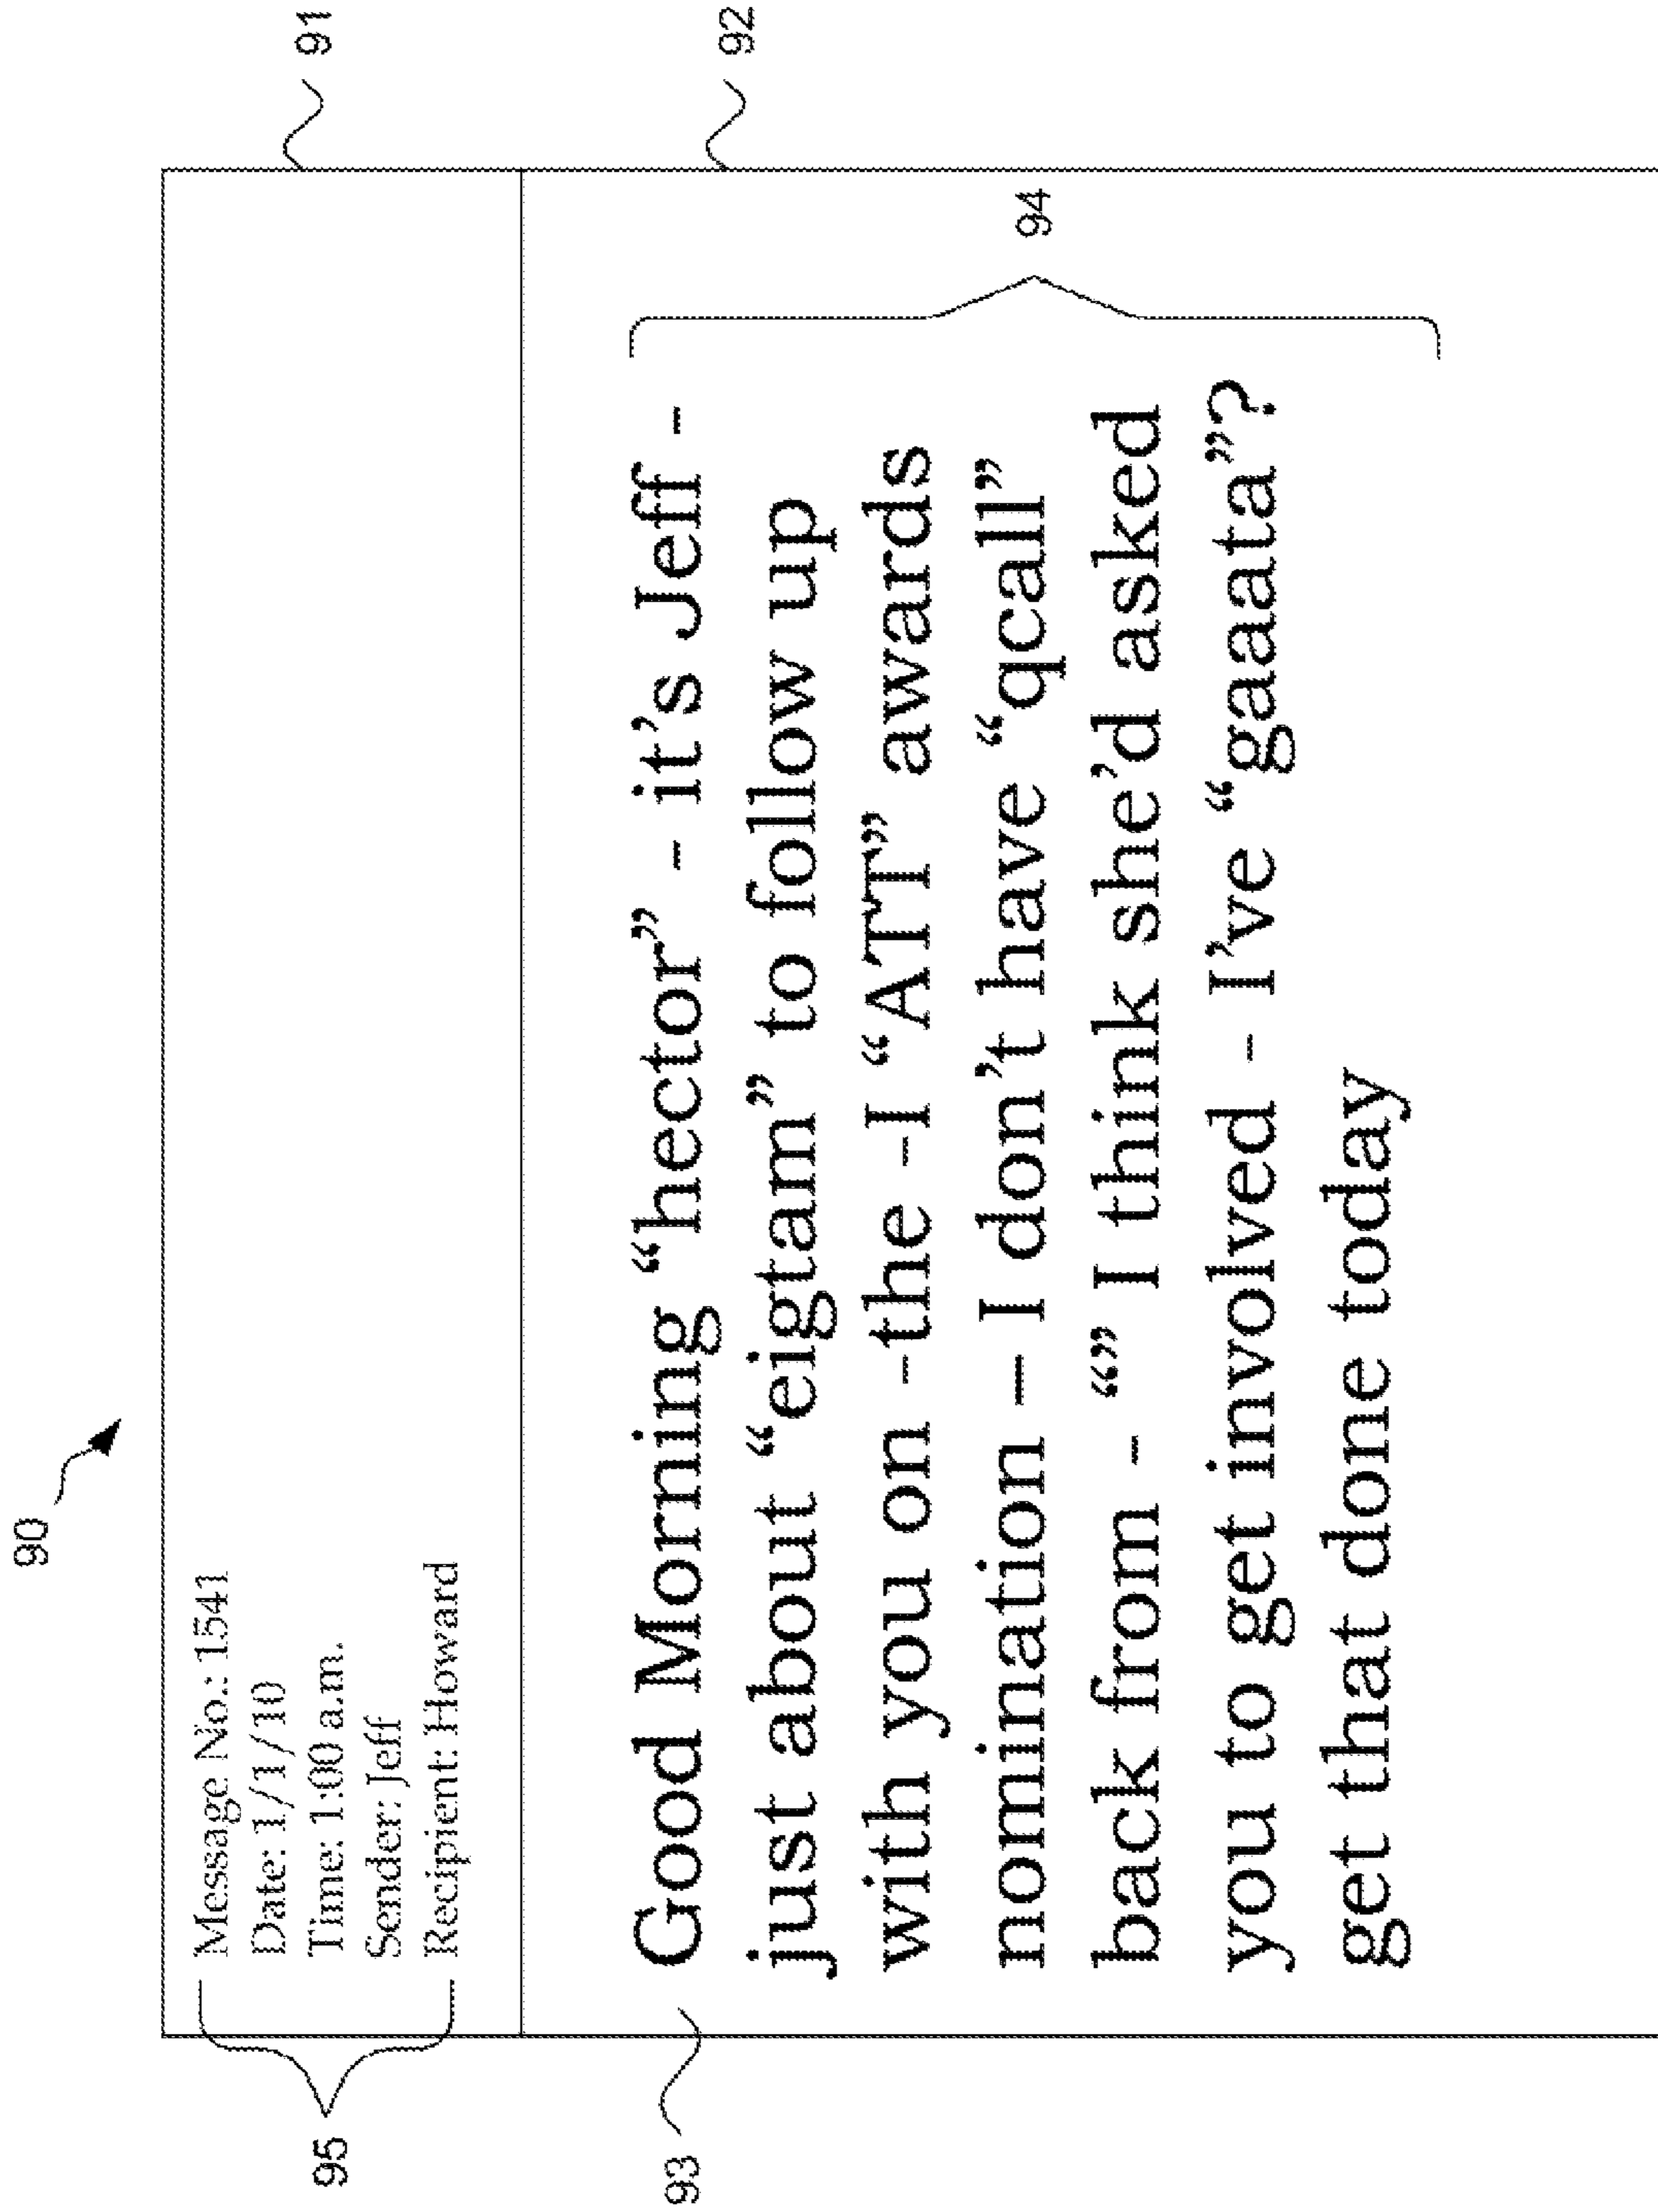 90
91
95
Message No.: 1541
Date: 1/1/10
Time: 1:00 a.m.
Sender: Jeff
Recipient: Howard
92
93
Good Morning “hector” - it’s Jeff -
just about “eigtam” to follow up
with you on -the -I “ATT” awards
nomination – I don’t have “qcall”
back from - “” I think she’d asked
you to get involved - I’ve “gaaata”?
get that done today
94